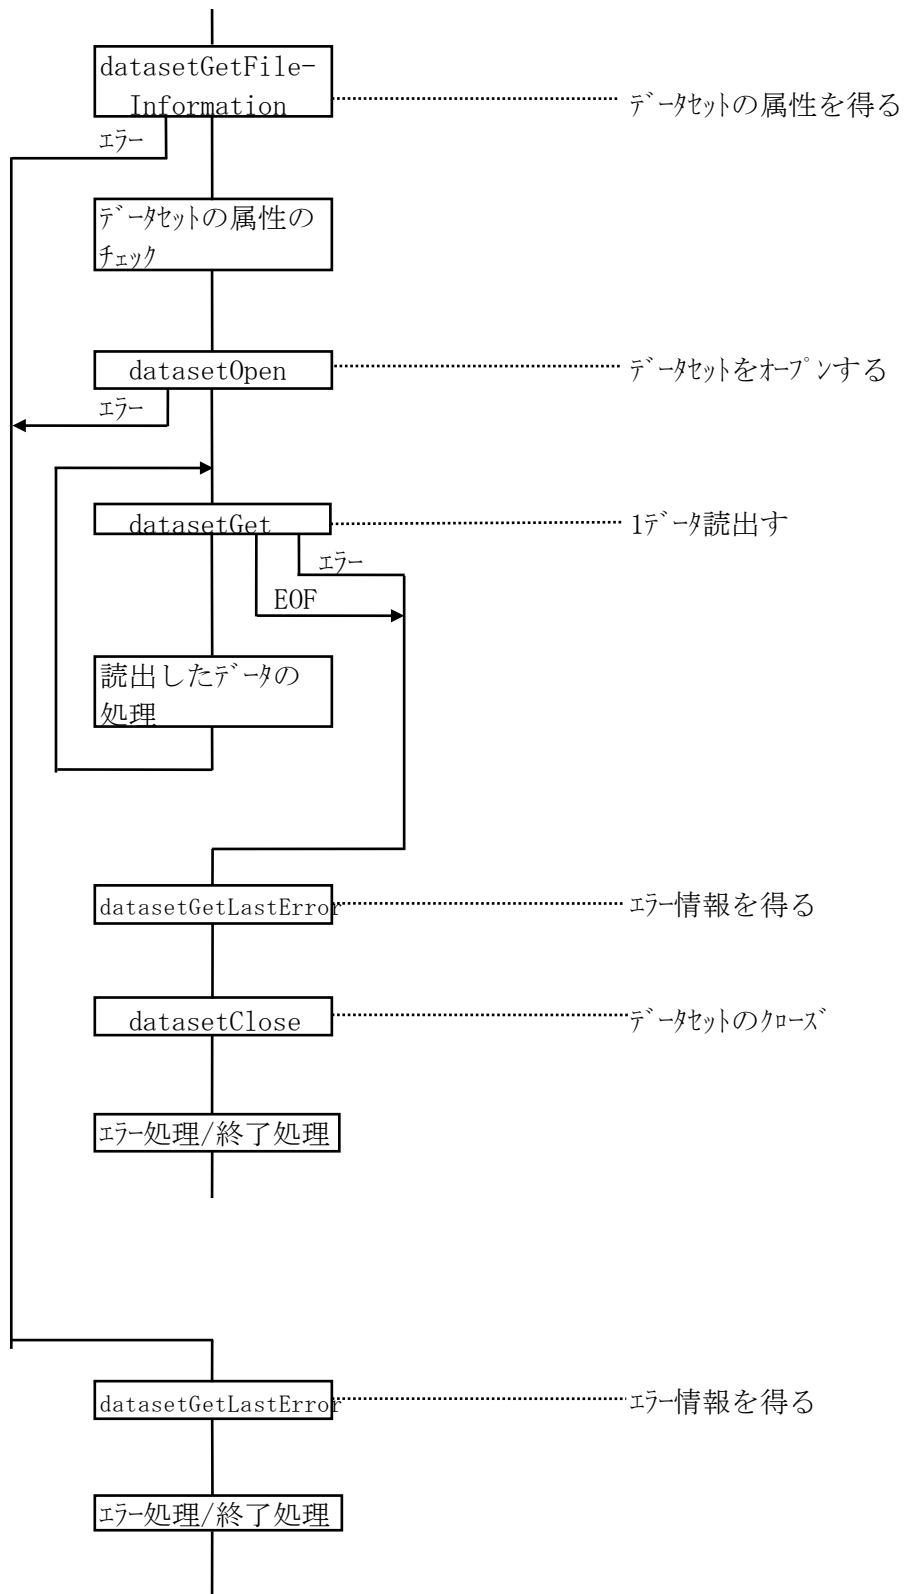 datasetGetFile-
Information
データセットの属性を得る
エラー
データセットの属性の
チェック
datasetOpen
データセットをオープンする
エラー
datasetGet
1データ読出す
エラー
EOF
読出したデータの
処理
datasetGetLastError
エラー情報を得る
datasetClose
データセットのクローズ
エラー処理/終了処理
datasetGetLastError
エラー情報を得る
エラー処理/終了処理